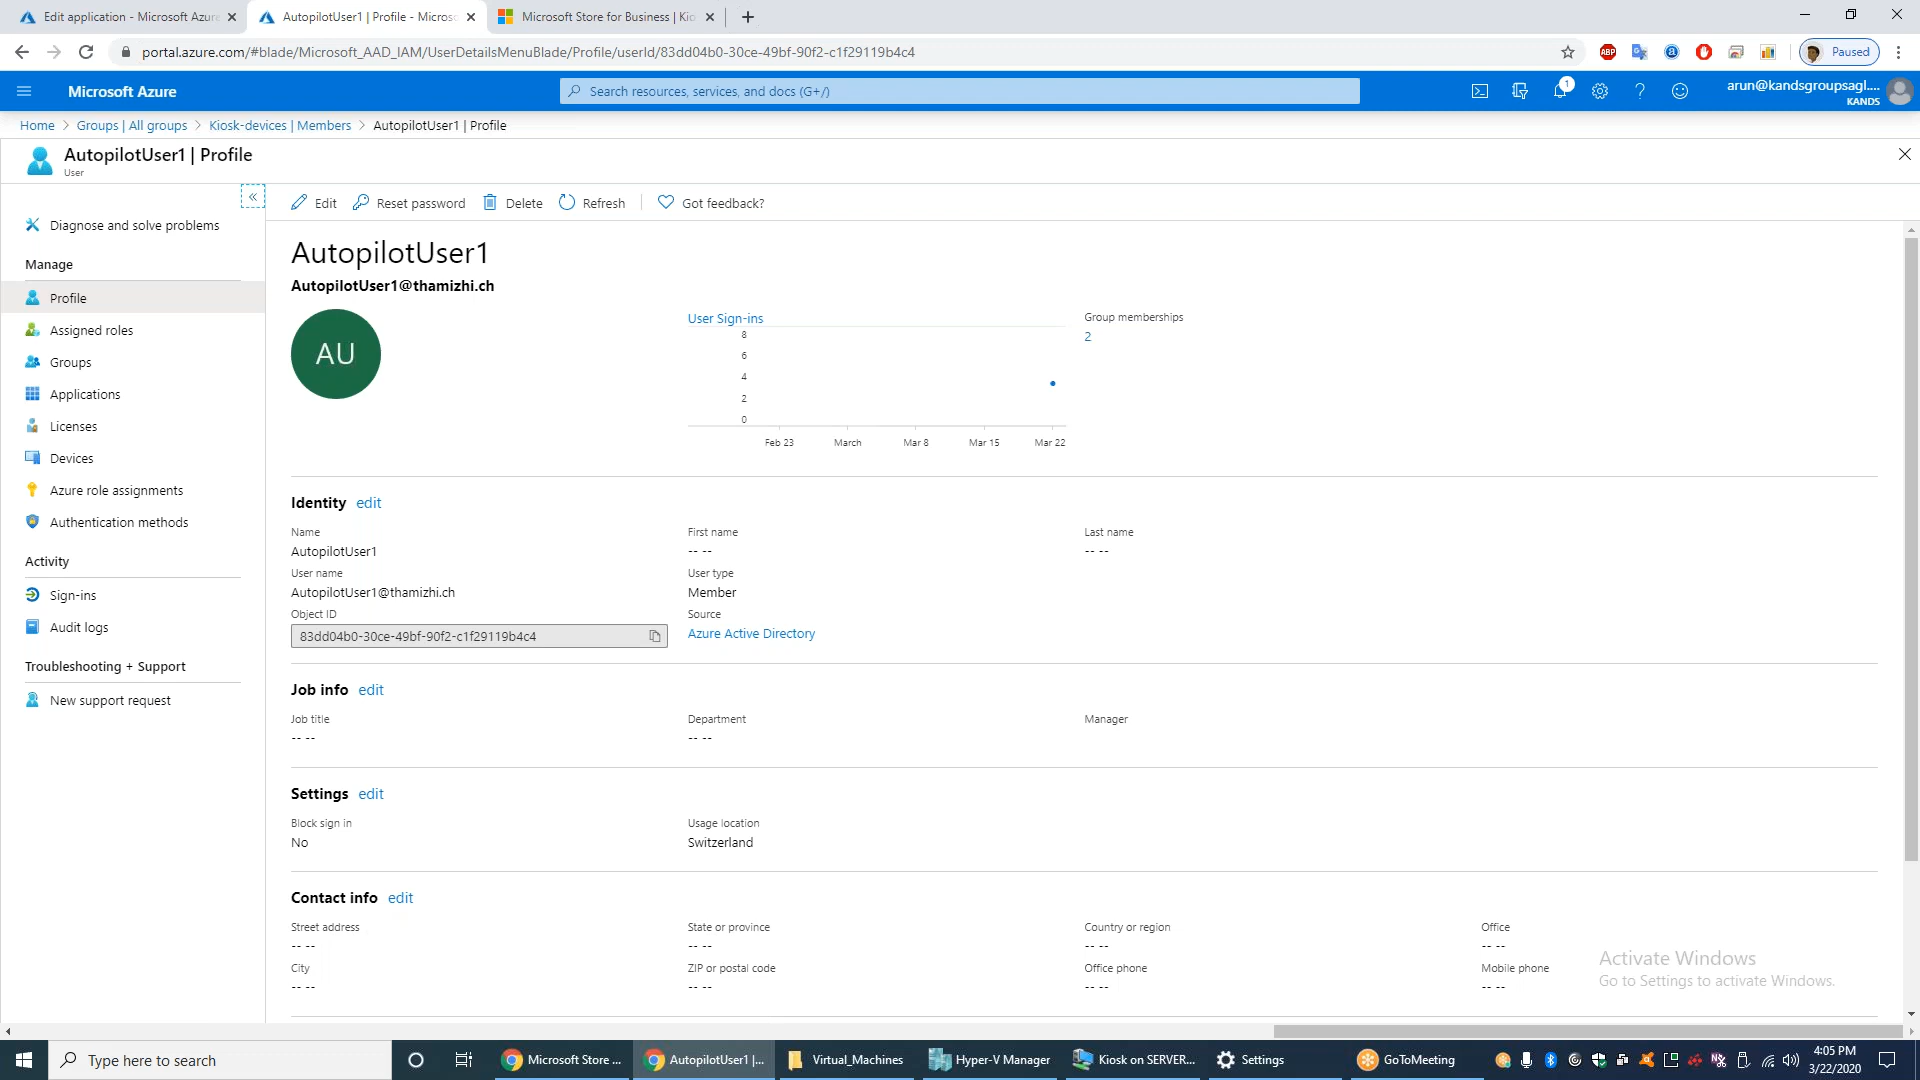 Edit application - Microsoft Azure
AutopilotUser1 | Profile - Microso
Microsoft Store for Business | Kio
portal.azure.com/#blade/Microsoft_AAD_IAM/UserDetailsMenuBlade/Profile/userId/83dd04b0-30ce-49bf-90f2-c1f29119b4c4
ABP
Paused
Microsoft Azure
Search resources, services, and docs (G+/)
1
arun@kandsgroupsagl....
KANDS
Home > Groups | All groups > Kiosk-devices | Members > AutopilotUser1 | Profile
AutopilotUser1 | Profile
User
«
Edit
Reset password
Delete
Refresh
Got feedback?
Diagnose and solve problems
Manage
Profile
Assigned roles
Groups
Applications
Licenses
Devices
Azure role assignments
Authentication methods
Activity
Sign-ins
Audit logs
Troubleshooting + Support
New support request
AutopilotUser1
AutopilotUser1@thamizhi.ch
AU
User Sign-ins
8
6
4
2
0
Feb 23 March Mar 8 Mar 15 Mar 22
Group memberships
2
Identity edit
Name First name Last name
AutopilotUser1 -- -- -- --
User name User type
AutopilotUser1@thamizhi.ch Member
Object ID Source
83dd04b0-30ce-49bf-90f2-c1f29119b4c4 Azure Active Directory
Job info edit
Job title Department Manager
-- -- -- --
Settings edit
Block sign in Usage location
No Switzerland
Contact info edit
Street address State or province Country or region Office
-- -- -- -- -- -- -- --
City ZIP or postal code Office phone Mobile phone
-- -- -- -- -- -- -- --
Activate Windows
Go to Settings to activate Windows.
Type here to search
Microsoft Store ...
AutopilotUser1 |...
Virtual_Machines
Hyper-V Manager
Kiosk on SERVER...
Settings
GoToMeeting
4:05 PM
3/22/2020